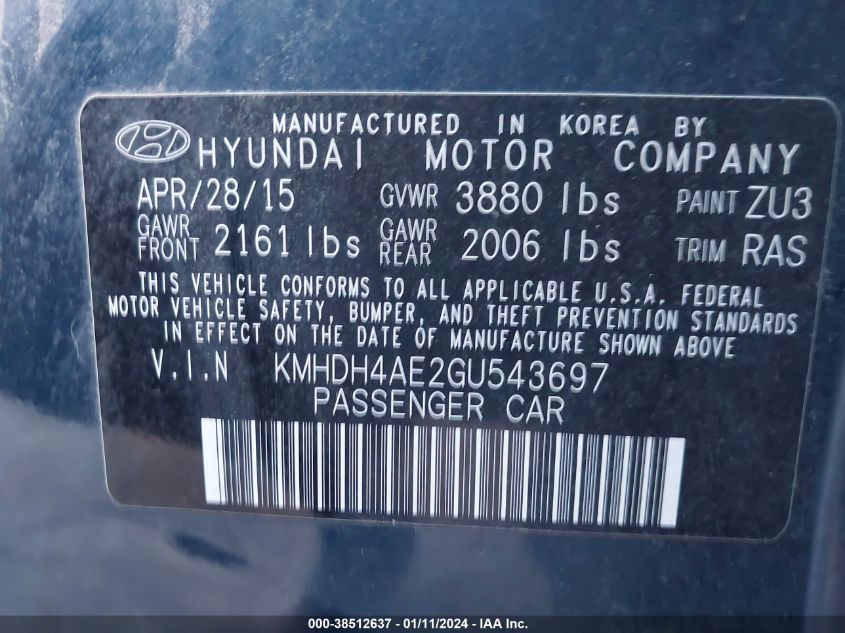 MANUFACTURED IN KOREA BY
HYUNDAI MOTOR COMPANY
APR/28/15 GVWR 3880 lbs PAINT ZU3
GAWR FRONT 2161 lbs GAWR REAR 2006 lbs TRIM RAS
THIS VEHICLE CONFORMS TO ALL APPLICABLE U.S.A. FEDERAL
MOTOR VEHICLE SAFETY, BUMPER, AND THEFT PREVENTION STANDARDS
IN EFFECT ON THE DATE OF MANUFACTURE SHOWN ABOVE
V.I.N KMHDH4AE2GU543697
PASSENGER CAR
000-38512637 - 01/11/2024 - IAA Inc.